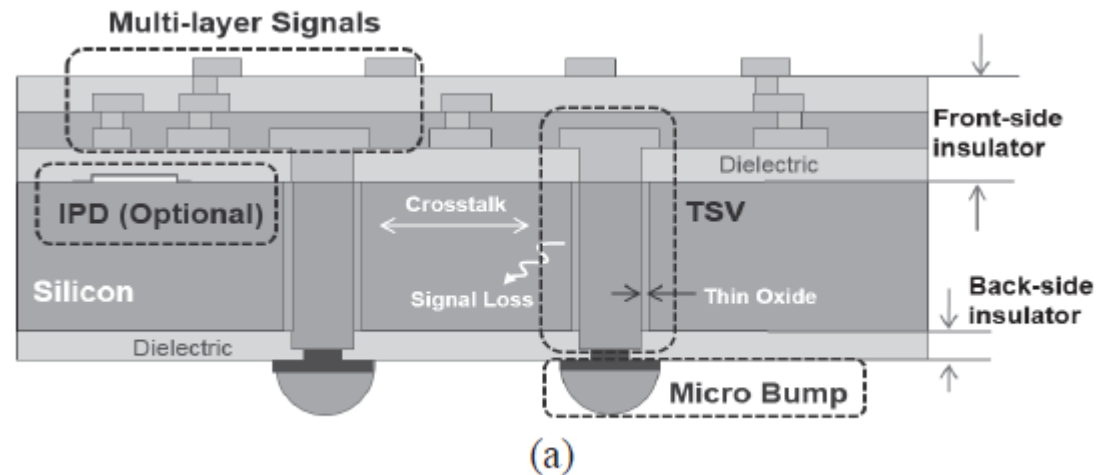 Multi-layer Signals
Front-side
insulator
Dielectric
IPD (Optional)
Crosstalk
TSV
Silicon
Signal Loss
Thin Oxide
Back-side
insulator
Dielectric
Micro Bump
(a)